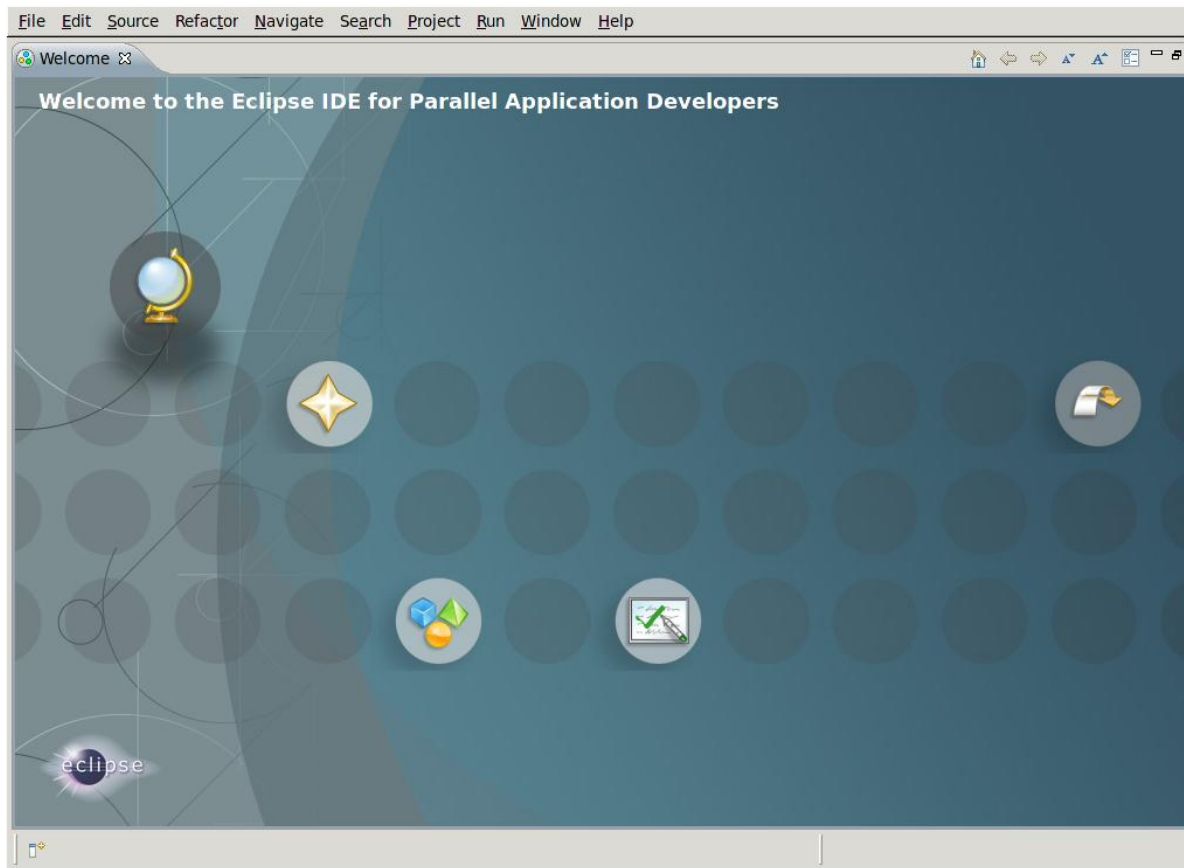 File Edit Source Refactor Navigate Search Project Run Window Help
Welcome
Welcome to the Eclipse IDE for Parallel Application Developers
eclipse